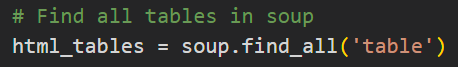 # Find all tables in soup
html_tables = soup.find_all('table')